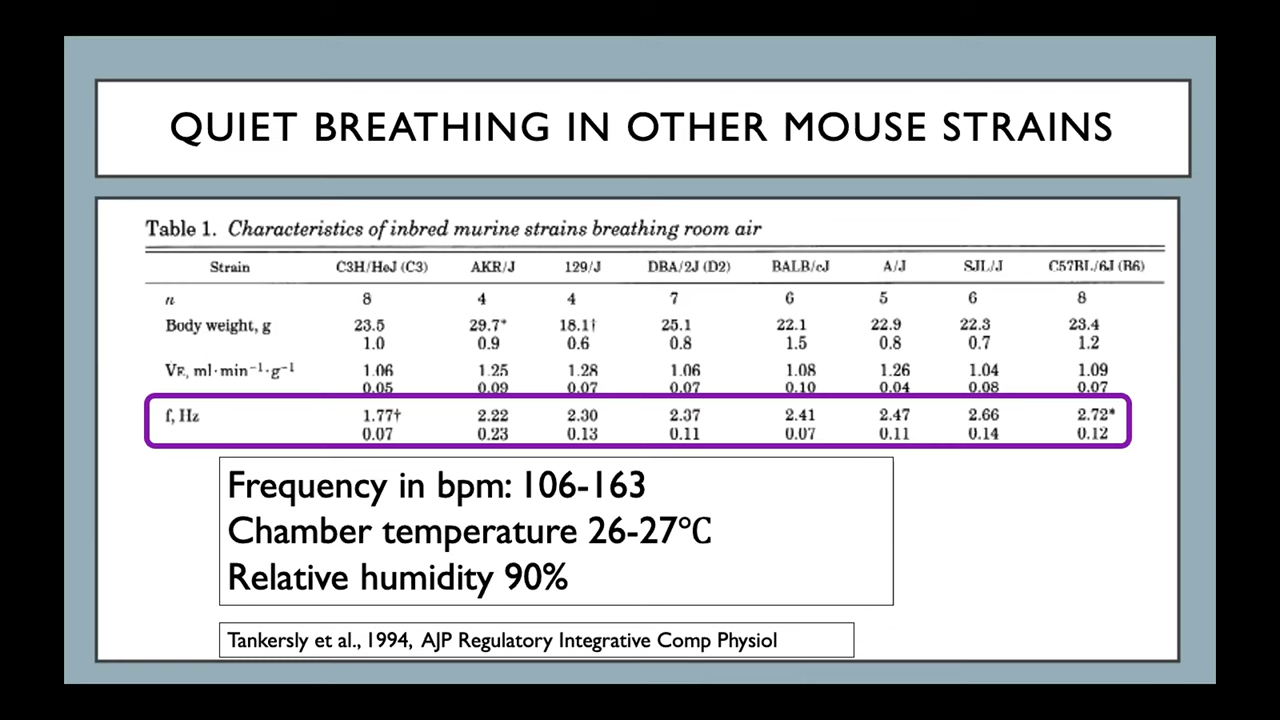 QUIET BREATHING IN OTHER MOUSE STRAINS
Table 1. Characteristics of inbred murine strains breathing room air
Strain C3H/HeJ (C3) AKR/J 129/J DBA/2J (D2) BALB/cJ A/J SJL/J C57BL/6J (B6)
n 8 4 4 7 6 5 6 8
Body weight, g 23.5 29.7* 18.1† 25.1 22.1 22.9 22.3 23.4
1.0 0.9 0.6 0.8 1.5 0.8 0.7 1.2
V̇E, ml·min⁻¹·g⁻¹ 1.06 1.25 1.28 1.06 1.08 1.26 1.04 1.09
0.05 0.09 0.07 0.07 0.10 0.04 0.08 0.07
f, Hz 1.77† 2.22 2.30 2.37 2.41 2.47 2.66 2.72*
0.07 0.23 0.13 0.11 0.07 0.11 0.14 0.12
Frequency in bpm: 106-163
Chamber temperature 26-27°C
Relative humidity 90%
Tankersly et al., 1994, AJP Regulatory Integrative Comp Physiol